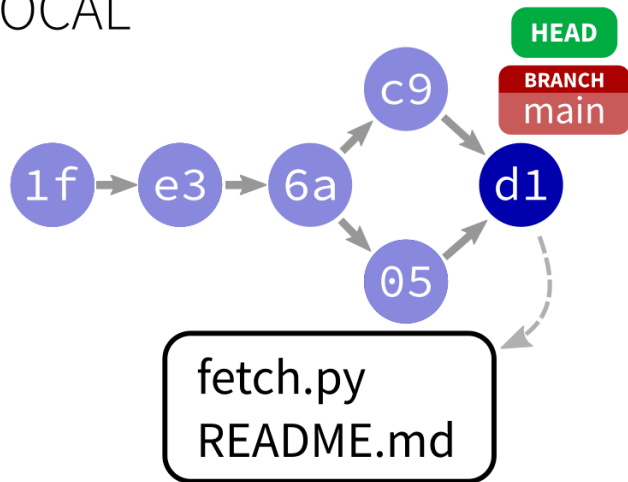 OCAL
HEAD
BRANCH
main
c9
1f
e3
6a
d1
05
fetch.py
README.md